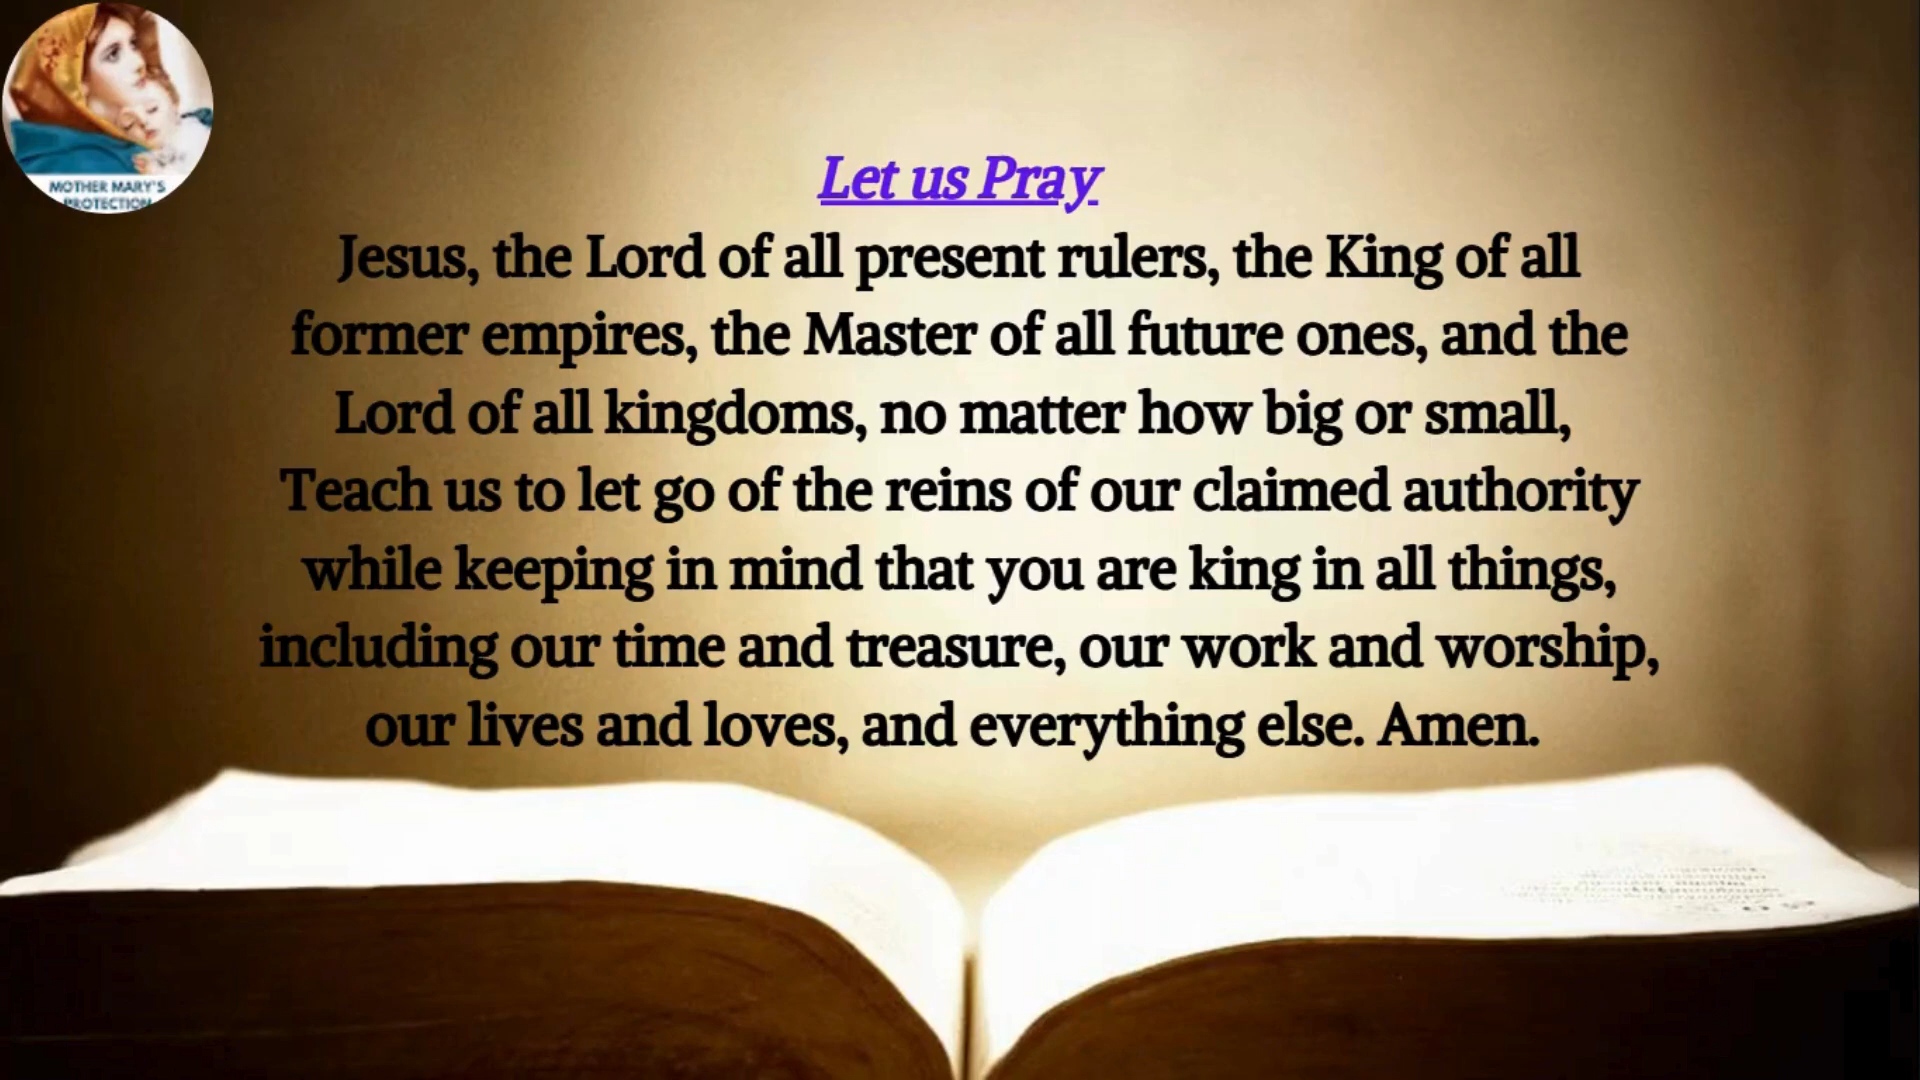 MOTHER MARY'S
PROTECTION
Let us Pray
Jesus, the Lord of all present rulers, the King of all
former empires, the Master of all future ones, and the
Lord of all kingdoms, no matter how big or small,
Teach us to let go of the reins of our claimed authority
while keeping in mind that you are king in all things,
including our time and treasure, our work and worship,
our lives and loves, and everything else. Amen.